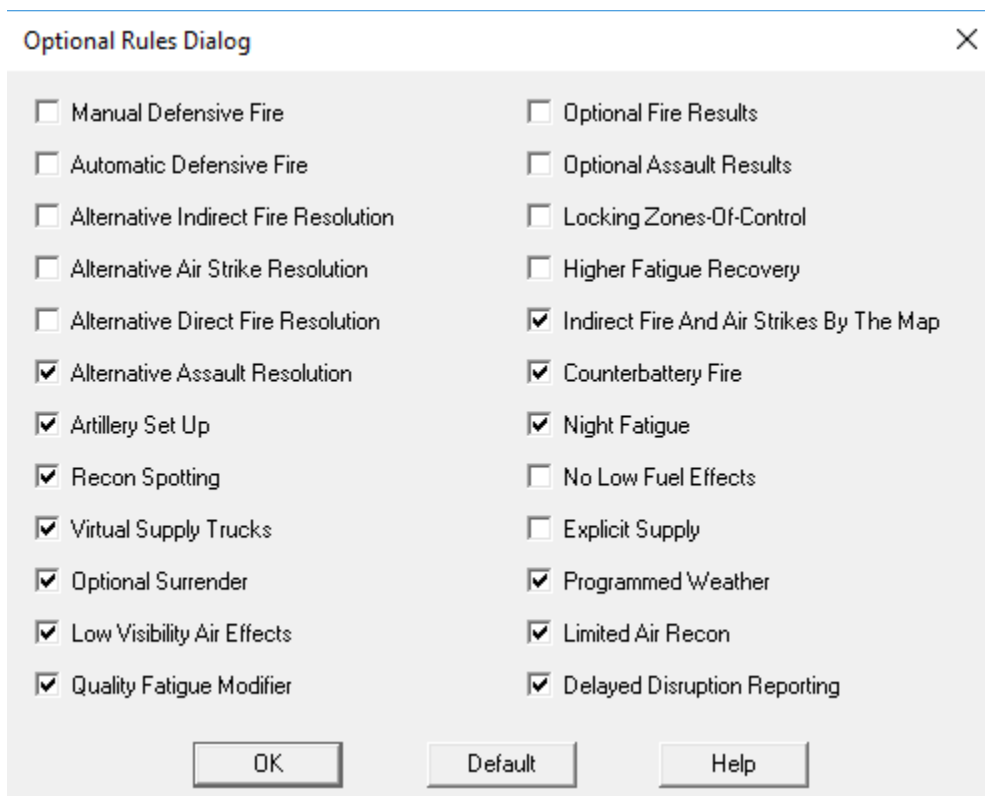 Optional Rules Dialog
Manual Defensive Fire
Automatic Defensive Fire
Alternative Indirect Fire Resolution
Alternative Air Strike Resolution
Alternative Direct Fire Resolution
Alternative Assault Resolution
Artillery Set Up
Recon Spotting
Virtual Supply Trucks
Optional Surrender
Low Visibility Air Effects
Quality Fatigue Modifier
Optional Fire Results
Optional Assault Results
Locking Zones-Of-Control
Higher Fatigue Recovery
Indirect Fire And Air Strikes By The Map
Counterbattery Fire
Night Fatigue
No Low Fuel Effects
Explicit Supply
Programmed Weather
Limited Air Recon
Delayed Disruption Reporting
OK
Default
Help